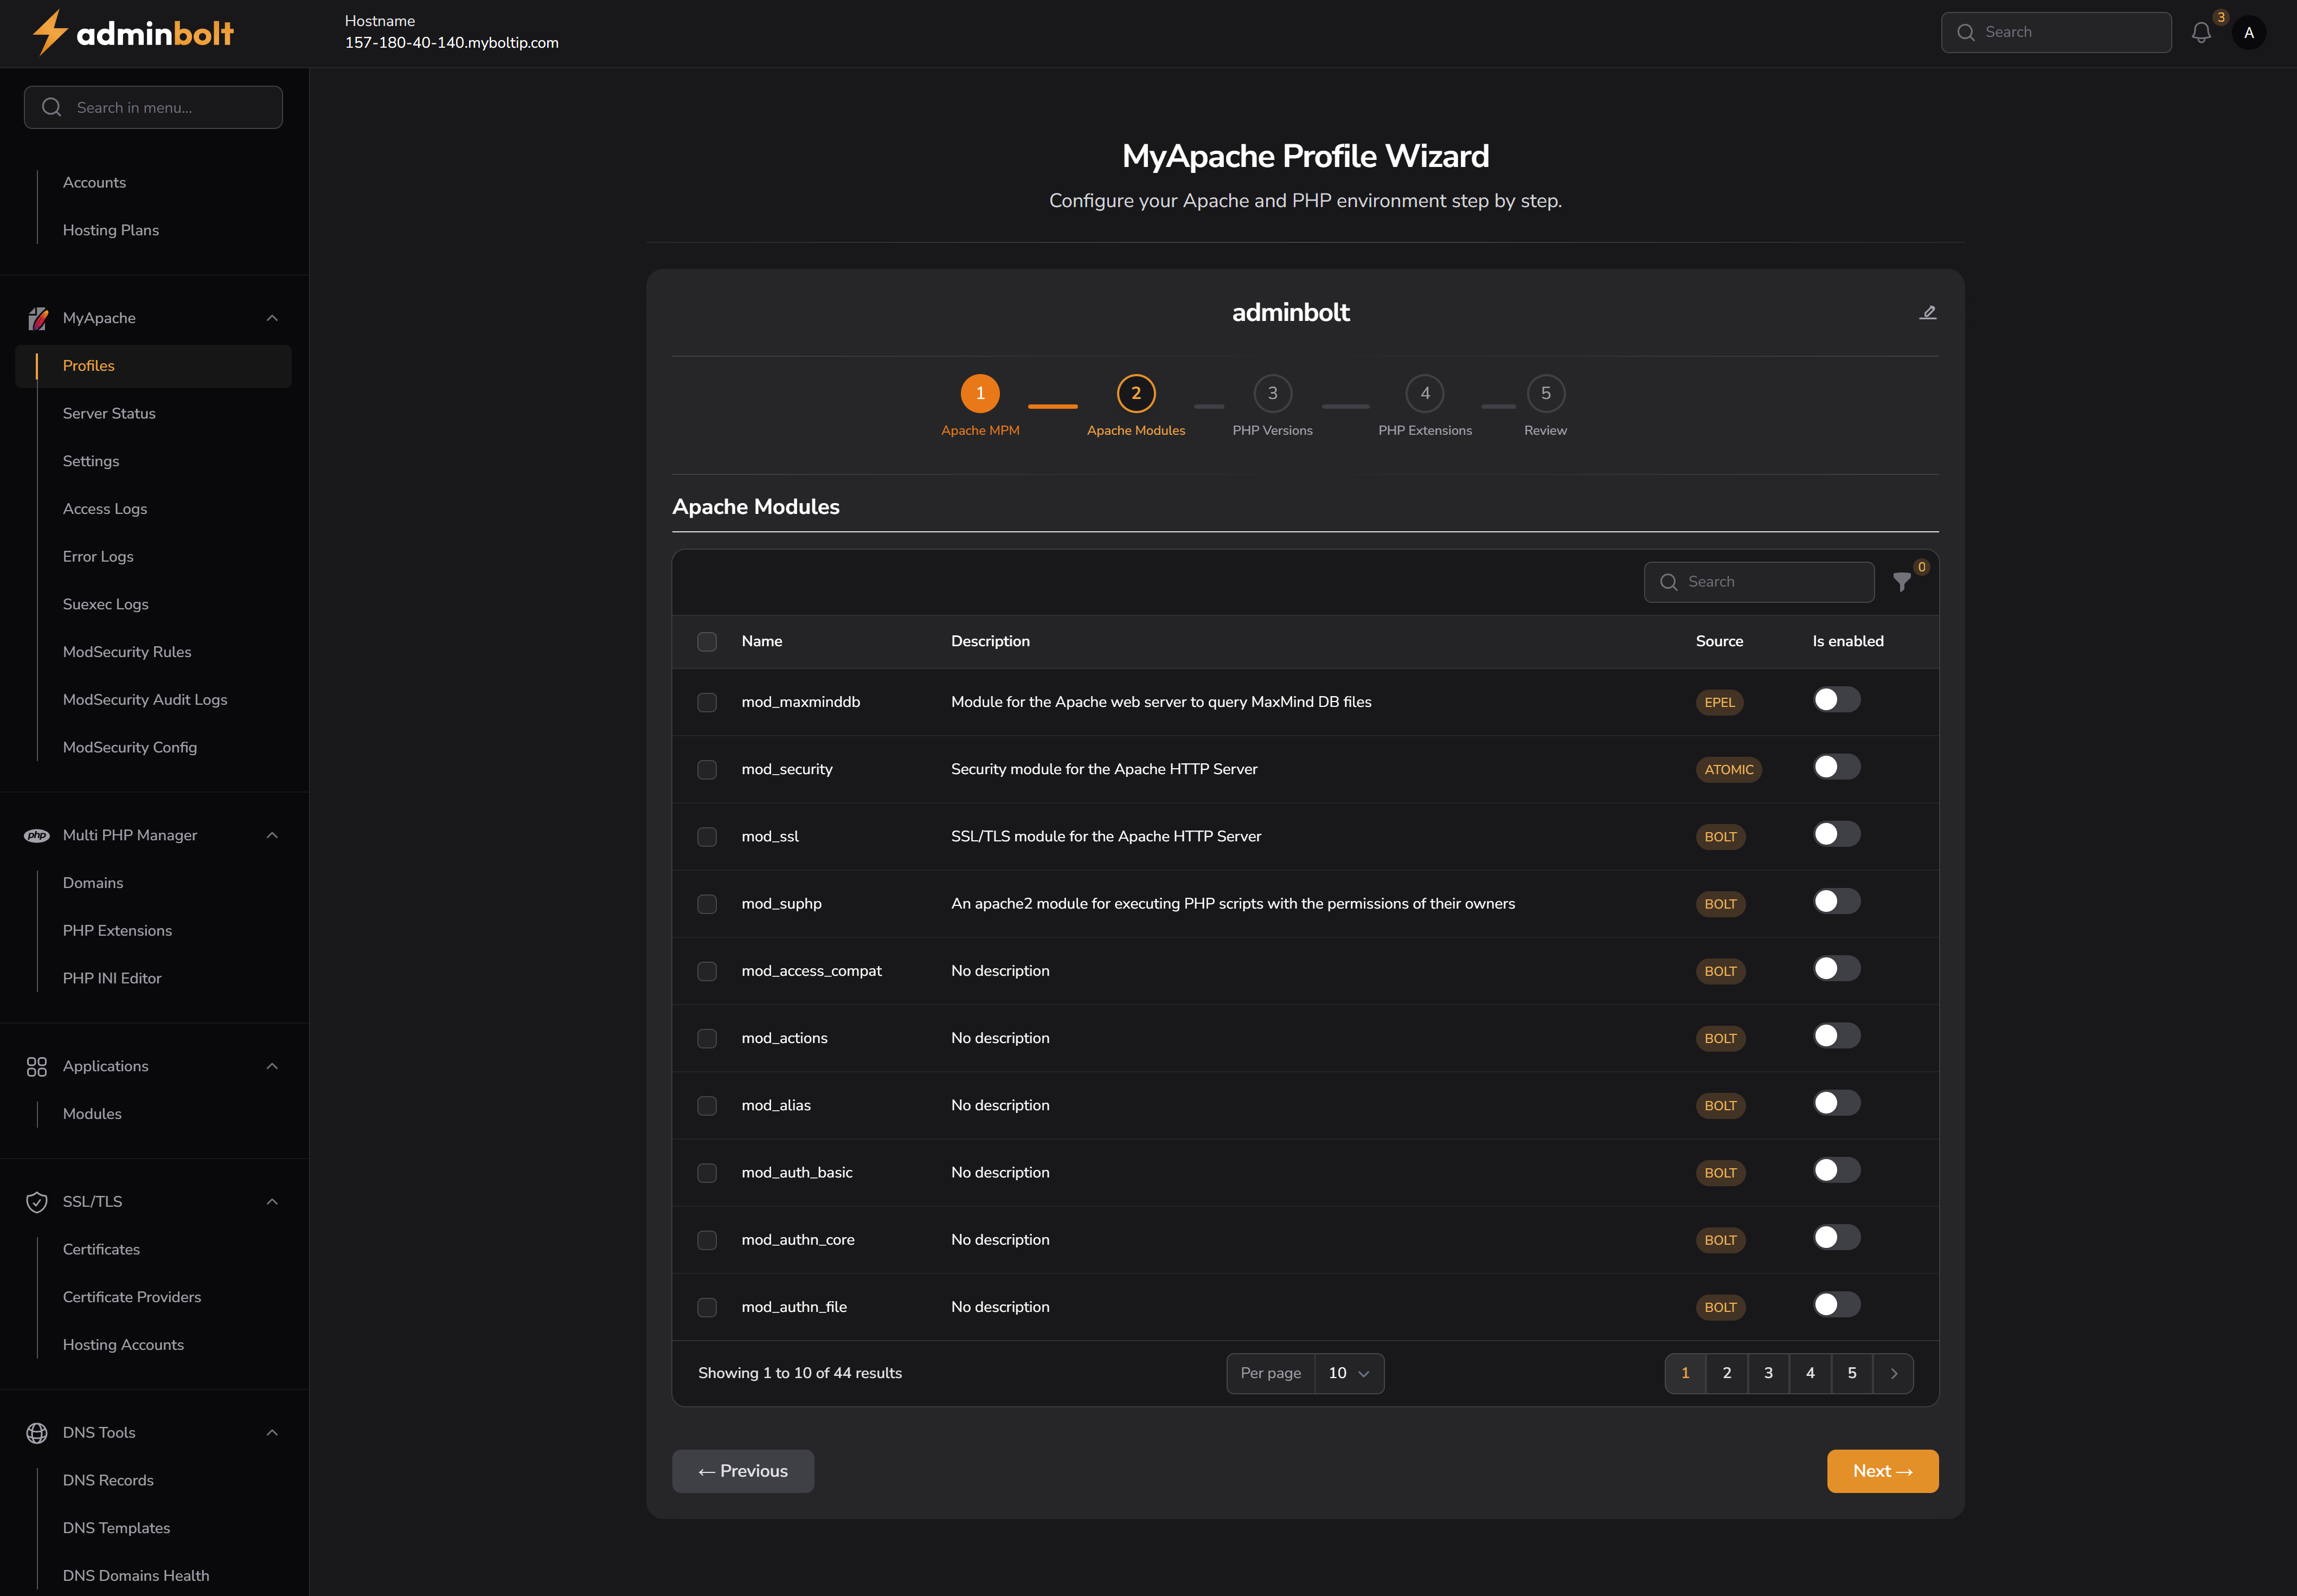 adminbolt
Hostname
157-180-40-140.myboltip.com
Search
3
A
Search in menu...
Accounts
Hosting Plans
MyApache
Profiles
Server Status
Settings
Access Logs
Error Logs
Suexec Logs
ModSecurity Rules
ModSecurity Audit Logs
ModSecurity Config
php
Multi PHP Manager
Domains
PHP Extensions
PHP INI Editor
Applications
Modules
SSL/TLS
Certificates
Certificate Providers
Hosting Accounts
DNS Tools
DNS Records
DNS Templates
DNS Domains Health
MyApache Profile Wizard
Configure your Apache and PHP environment step by step.
adminbolt
1 2 3 4 5
Apache MPM Apache Modules PHP Versions PHP Extensions Review
Apache Modules
Search
0
Name Description Source Is enabled
mod_maxminddb Module for the Apache web server to query MaxMind DB files EPEL
mod_security Security module for the Apache HTTP Server ATOMIC
mod_ssl SSL/TLS module for the Apache HTTP Server BOLT
mod_suphp An apache2 module for executing PHP scripts with the permissions of their owners BOLT
mod_access_compat No description BOLT
mod_actions No description BOLT
mod_alias No description BOLT
mod_auth_basic No description BOLT
mod_authn_core No description BOLT
mod_authn_file No description BOLT
Showing 1 to 10 of 44 results Per page 10 1 2 3 4 5
← Previous Next →